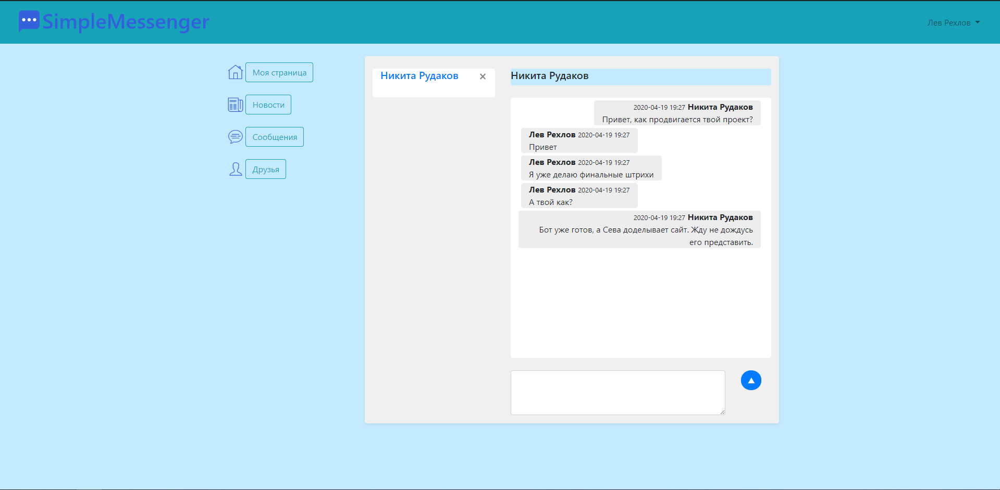 SimpleMessenger
Лев Рехлов
Моя страница
Новости
Сообщения
Друзья
Никита Рудаков ×
Никита Рудаков
2020-04-19 19:27 Никита Рудаков
Привет, как продвигается твой проект?
Лев Рехлов 2020-04-19 19:27
Привет
Лев Рехлов 2020-04-19 19:27
Я уже делаю финальные штрихи
Лев Рехлов 2020-04-19 19:27
А твой как?
2020-04-19 19:27 Никита Рудаков
Бот уже готов, а Сева доделывает сайт. Жду не дождусь
его представить.